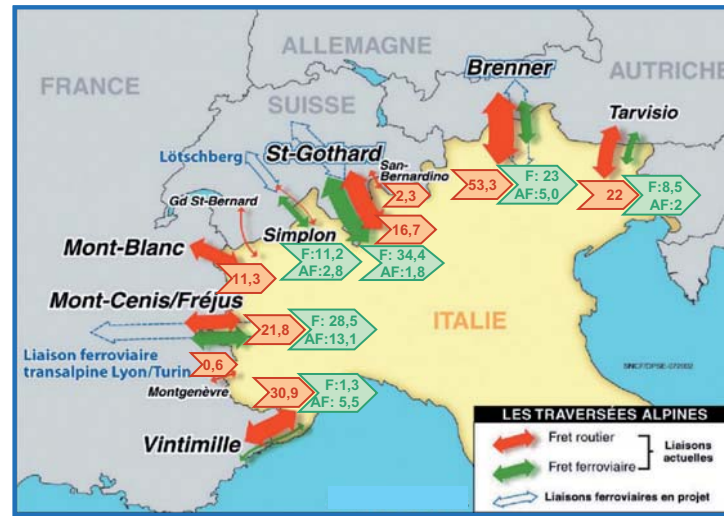 ALLEMAGNE
FRANCE
SUISSE
Brenner
AUTRICHE
Tarvisio
Lötschberg
St-Gothard
San-
Bernardino
Gd St-Bernard
Simplon
2,3
53,3
F: 23
AF:5,0
22
F:8,5
AF:2
16,7
Mont-Blanc
11,3
F:11,2
AF:2,8
F: 34,4
AF:1,8
Mont-Cenis/Fréjus
21,8
F: 28,5
AF:13,1
ITALIE
Liaison ferroviaire
transalpine Lyon/Turin
0,6
Montgenèvre
30,9
F:1,3
AF: 5,5
Vintimille
SNCF/DPSE-072002
LES TRAVERSÉES ALPINES
Fret routier
Fret ferroviaire
Liaisons
actuelles
Liaisons ferroviaires en projet